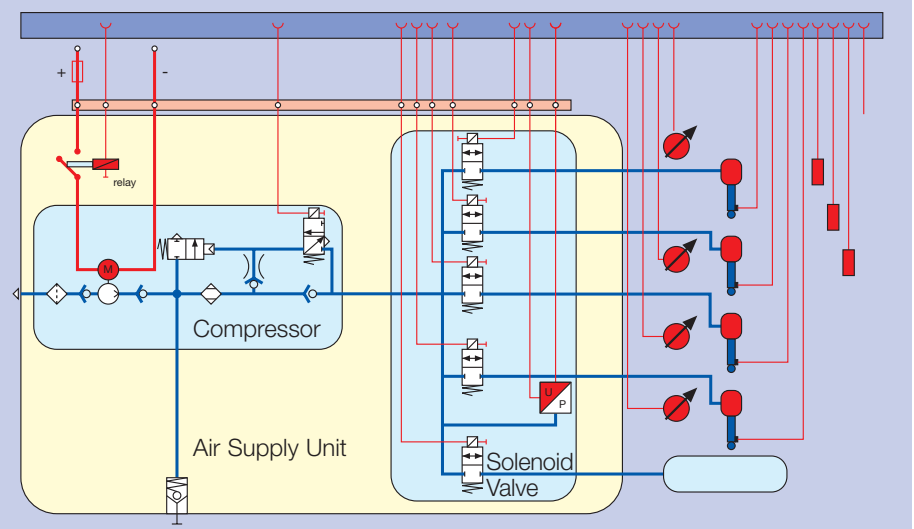 + -
relay
M
Compressor
U
P
Air Supply Unit
Solenoid
Valve